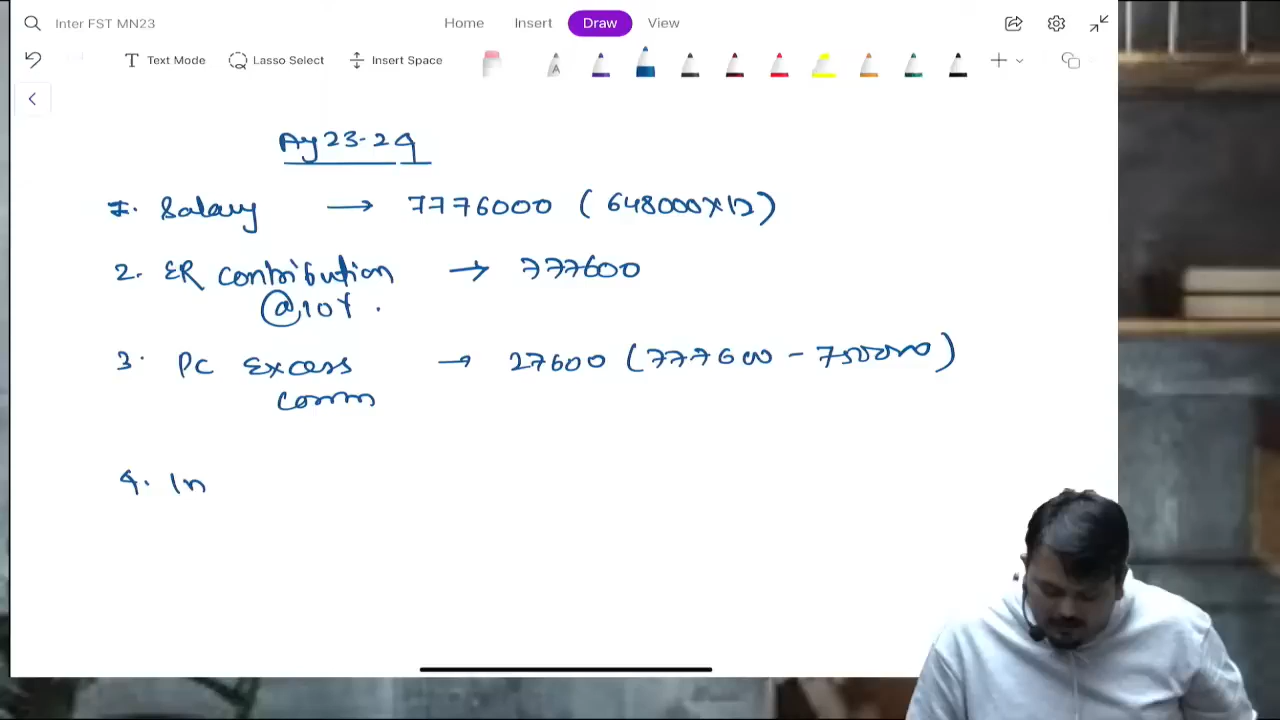 Inter FST MN23
Home Insert Draw View
Text Mode Lasso Select Insert Space
Ay 23-24
1. Salary → 7776000 (648000×12)
2. ER contribution → 777600
@10%.
3. PC Excess → 27600 (777600 - 750000)
Comm
4. In